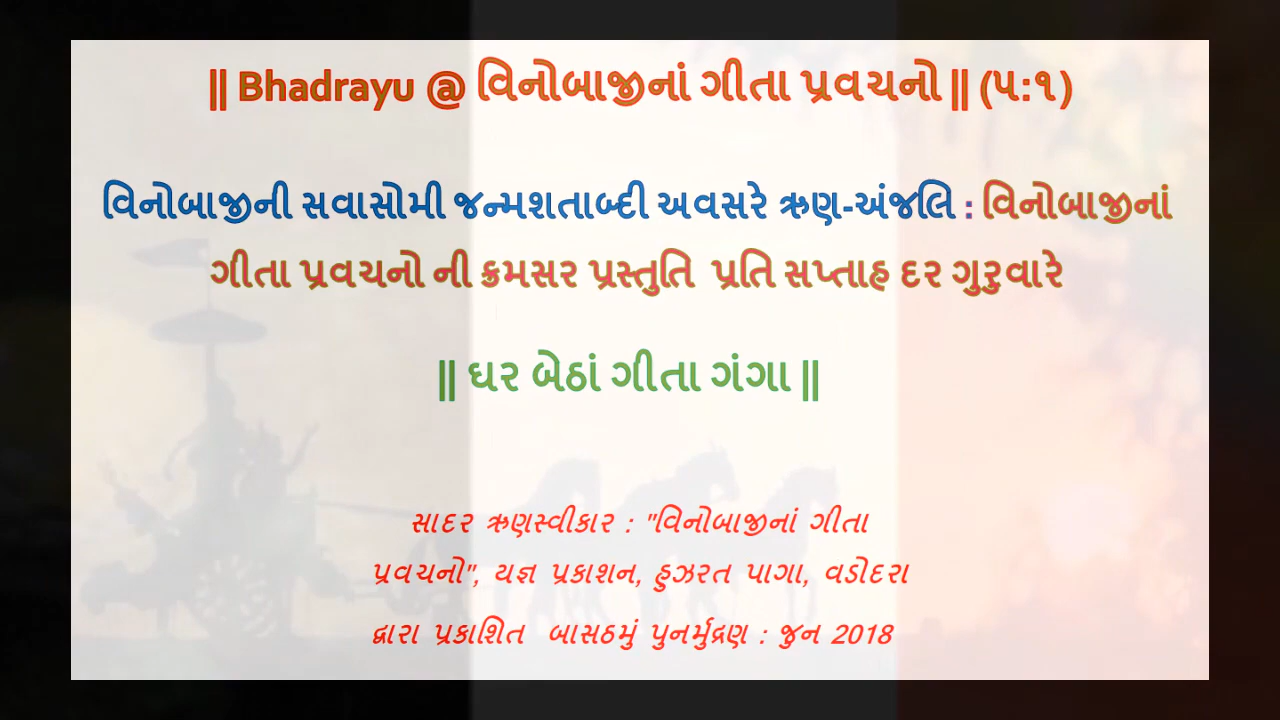 || Bhadrayu @ વિનોબાજીનાં ગીતા પ્રવચનો || (૫:૧)
વિનોબાજીની સવાસોમી જન્મશતાબ્દી અવસરે ઋણ-અંજલિ : વિનોબાજીનાં
ગીતા પ્રવચનો ની ક્રમસર પ્રસ્તુતિ પ્રતિ સપ્તાહ દર ગુરુવારે
|| ઘર બેઠાં ગીતા ગંગા ||
સાદર ઋણસ્વીકાર : "વિનોબાજીનાં ગીતા
પ્રવચનો", યજ્ઞ પ્રકાશન, હુઝરત પાગા, વડોદરા
દ્વારા પ્રકાશિત બાસઠમું પુનર્મુદ્રણ : જુન 2018